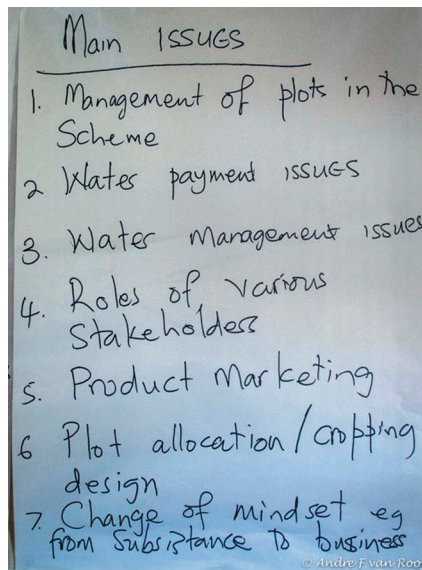 Main ISSUES
1. Management of plots in the
Scheme
2 Water payment ISSUES
3. Water Management issues
4. Roles of various
Stakeholders
5. Product Marketing
6 Plot allocation/cropping
design
7. Change of mindset eg
from Subsistance to business
© Andre F van Roo